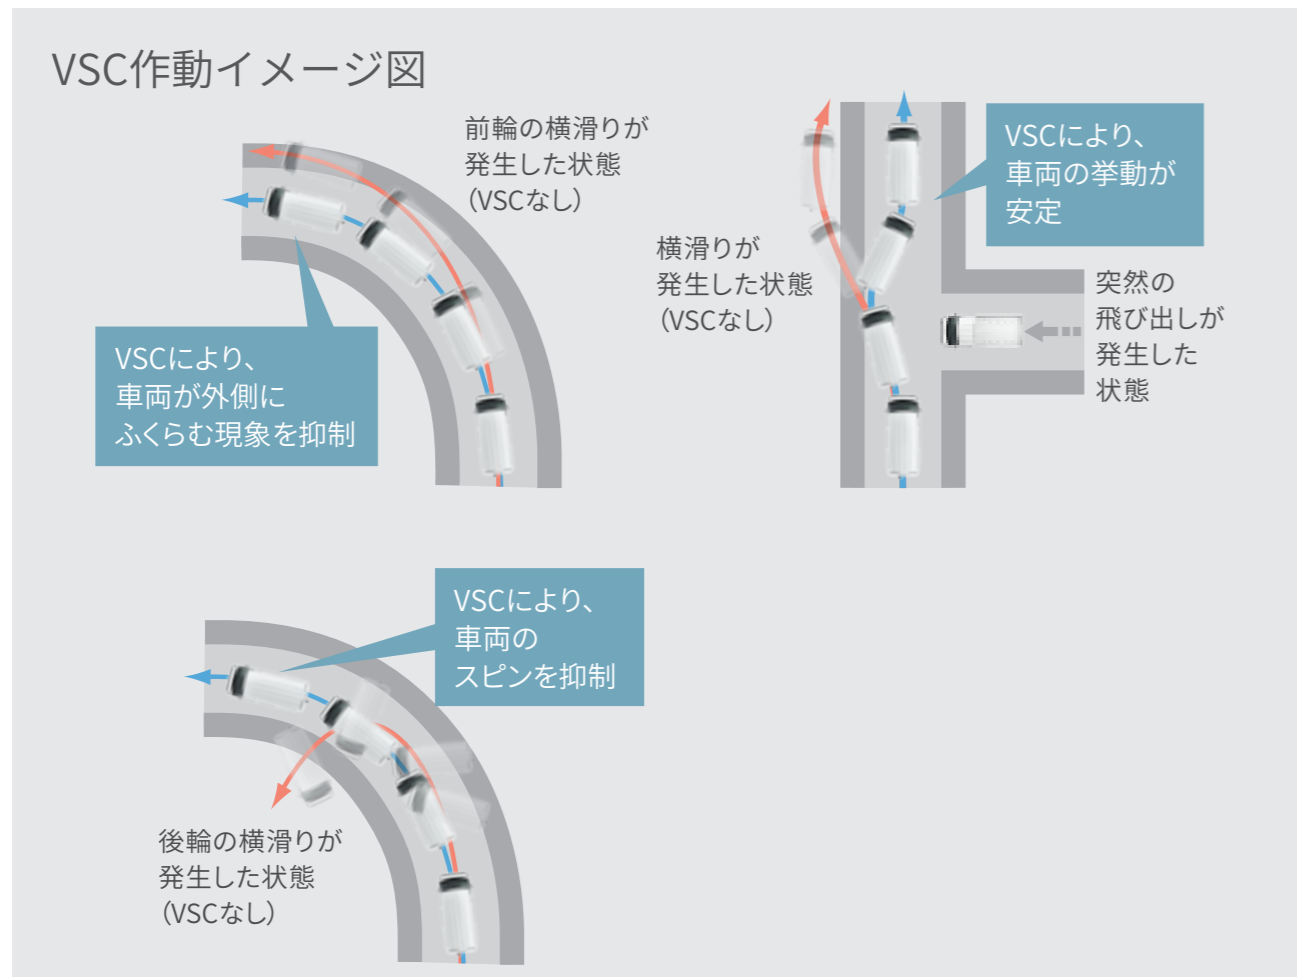 VSC作動イメージ図
前輪の横滑りが
発生した状態
(VSCなし)
VSCにより、
車両が外側に
ふくらむ現象を抑制
VSCにより、
車両の挙動が
安定
横滑りが
発生した状態
(VSCなし)
突然の
飛び出しが
発生した
状態
VSCにより、
車両の
スピンを抑制
後輪の横滑りが
発生した状態
(VSCなし)